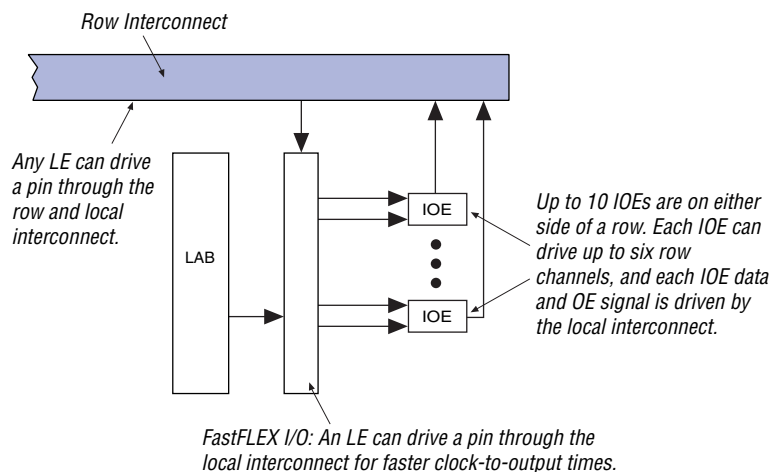 Row Interconnect
Any LE can drive
a pin through the
row and local
interconnect.
LAB
IOE
IOE
Up to 10 IOEs are on either
side of a row. Each IOE can
drive up to six row
channels, and each IOE data
and OE signal is driven by
the local interconnect.
FastFLEX I/O: An LE can drive a pin through the
local interconnect for faster clock-to-output times.